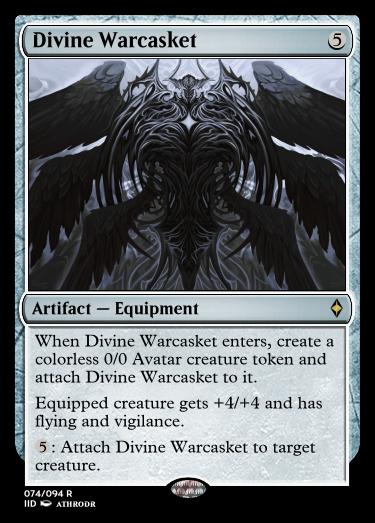 Divine Warcasket 5
Artifact — Equipment
When Divine Warcasket enters, create a
colorless 0/0 Avatar creature token and
attach Divine Warcasket to it.
Equipped creature gets +4/+4 and has
flying and vigilance.
5: Attach Divine Warcasket to target
creature.
074/094 R
IID ATHRODR